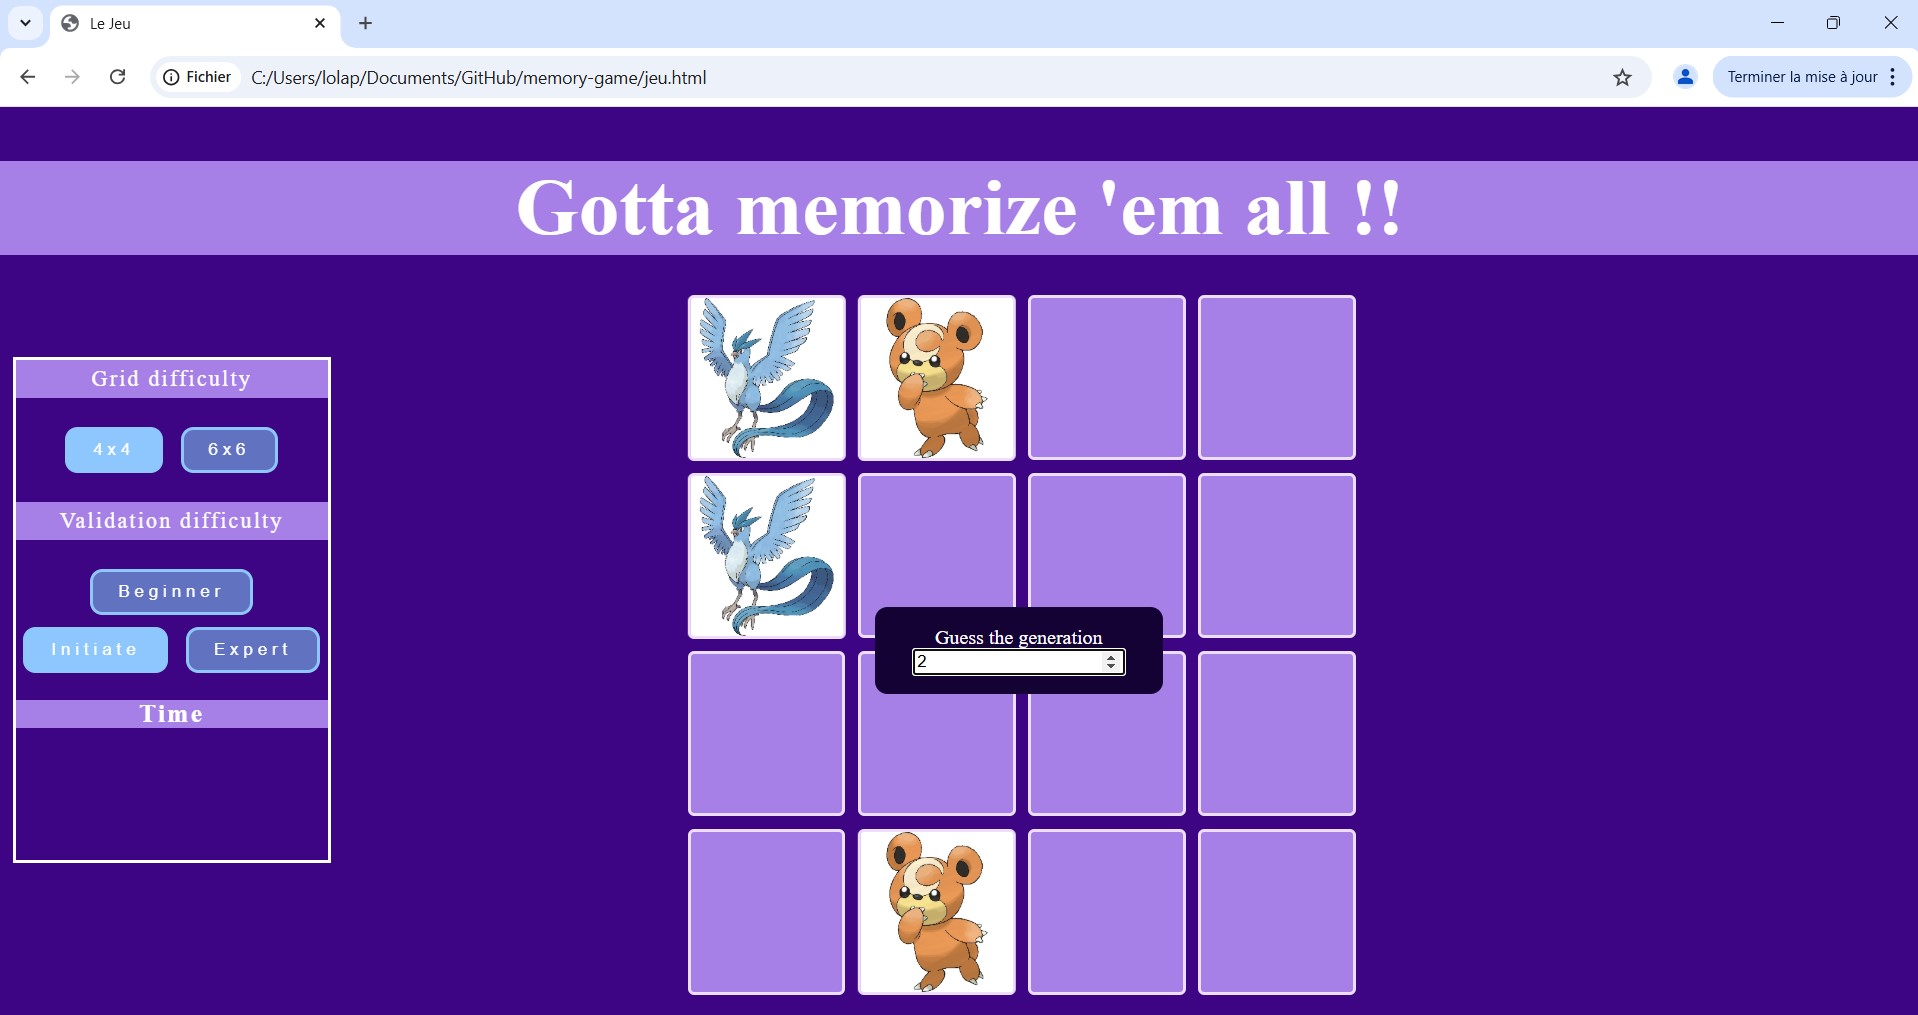 Le Jeu
Fichier
C:/Users/lolap/Documents/GitHub/memory-game/jeu.html
Terminer la mise à jour
Gotta memorize 'em all !!
Grid difficulty
4x4
6x6
Validation difficulty
Beginner
Initiate
Expert
Time
Guess the generation
2